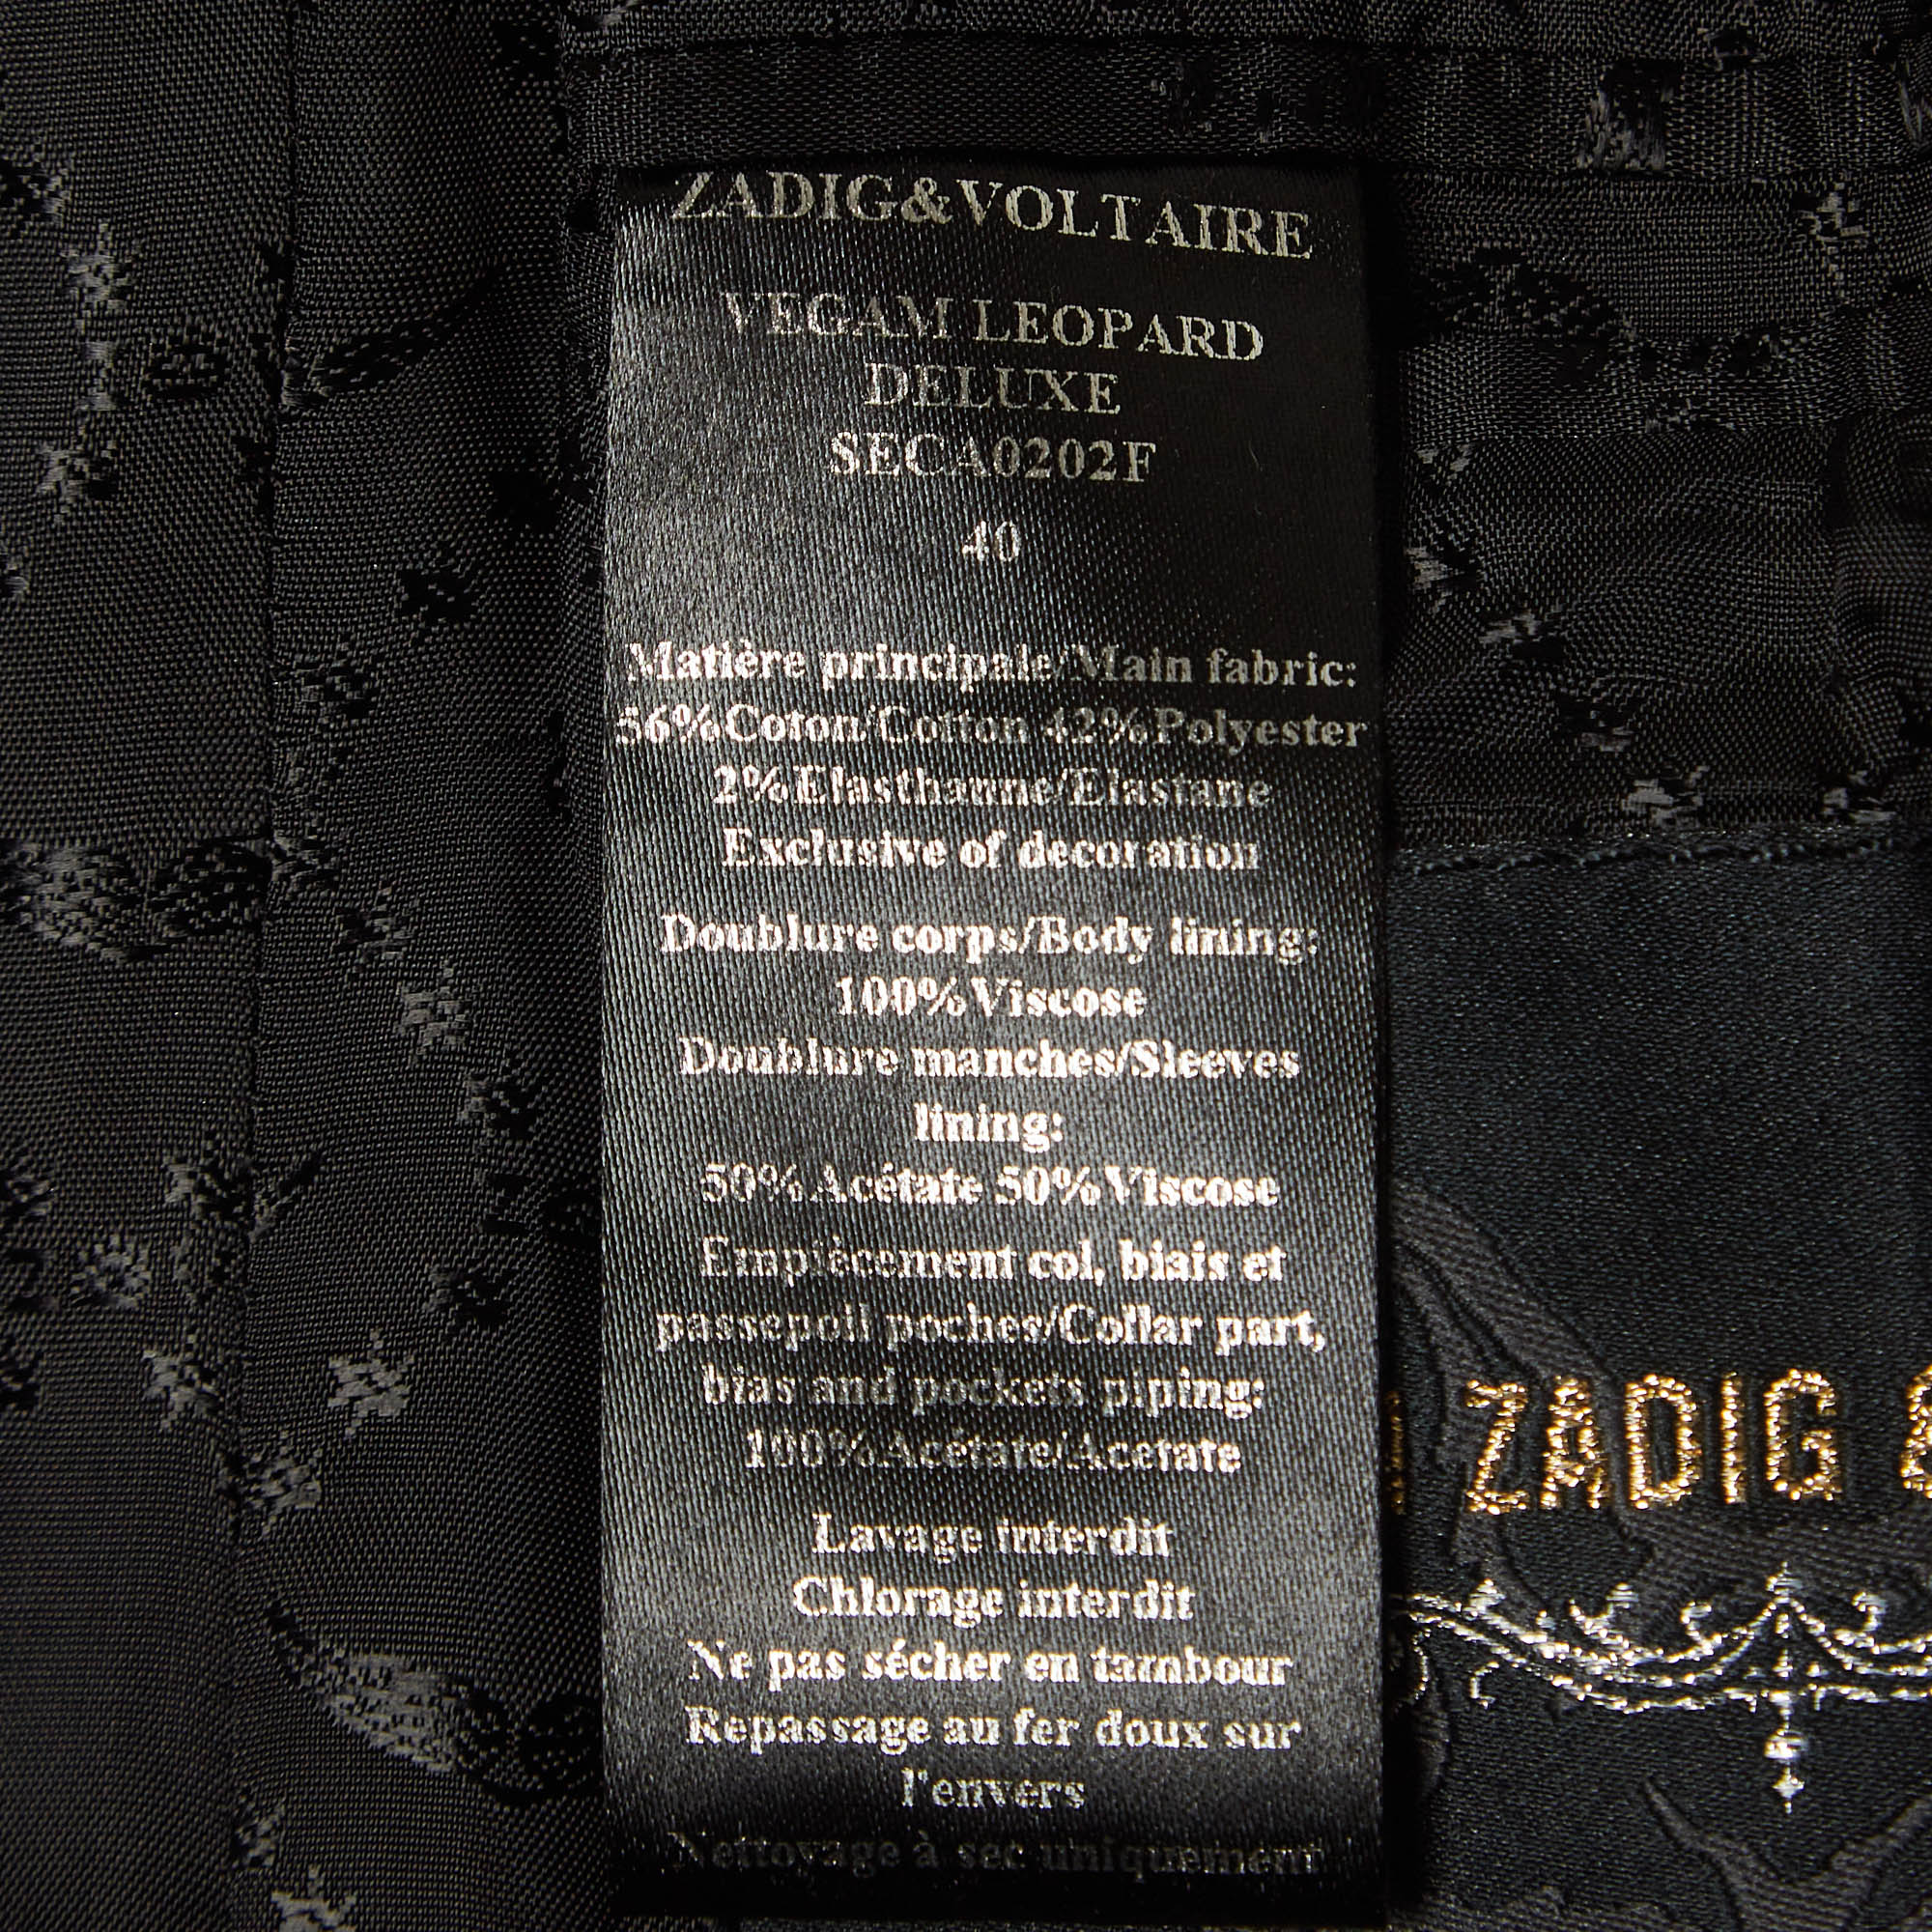 ZADIG&VOLTAIRE
VEGAM LEOPARD
DELUXE
SECA0202F
40
Matière principale/Main fabric:
56%Coton/Cotton 42%Polyester
2%Elasthanne/Elastane
Exclusive of decoration
Doublure corps/Body lining:
100%Viscose
Doublure manches/Sleeves
lining:
50%Acétate 50%Viscose
Empiècement col, biais et
passepoil poches/Collar part,
bias and pockets piping:
100%Acétate/Acetate
Lavage interdit
Chlorage interdit
Ne pas sécher en tambour
Repassage au fer doux sur
l'envers
Nettoyage à sec uniquement
ZADIG &